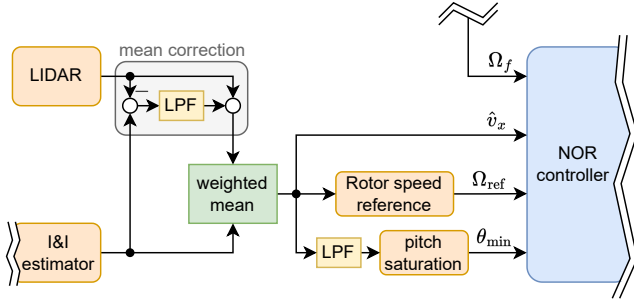 mean correction
LIDAR
−
LPF
Ω_f
v̂_x
NOR
controller
weighted
mean
Rotor speed
reference
Ω_ref
I&I
estimator
LPF
pitch
saturation
θ_min